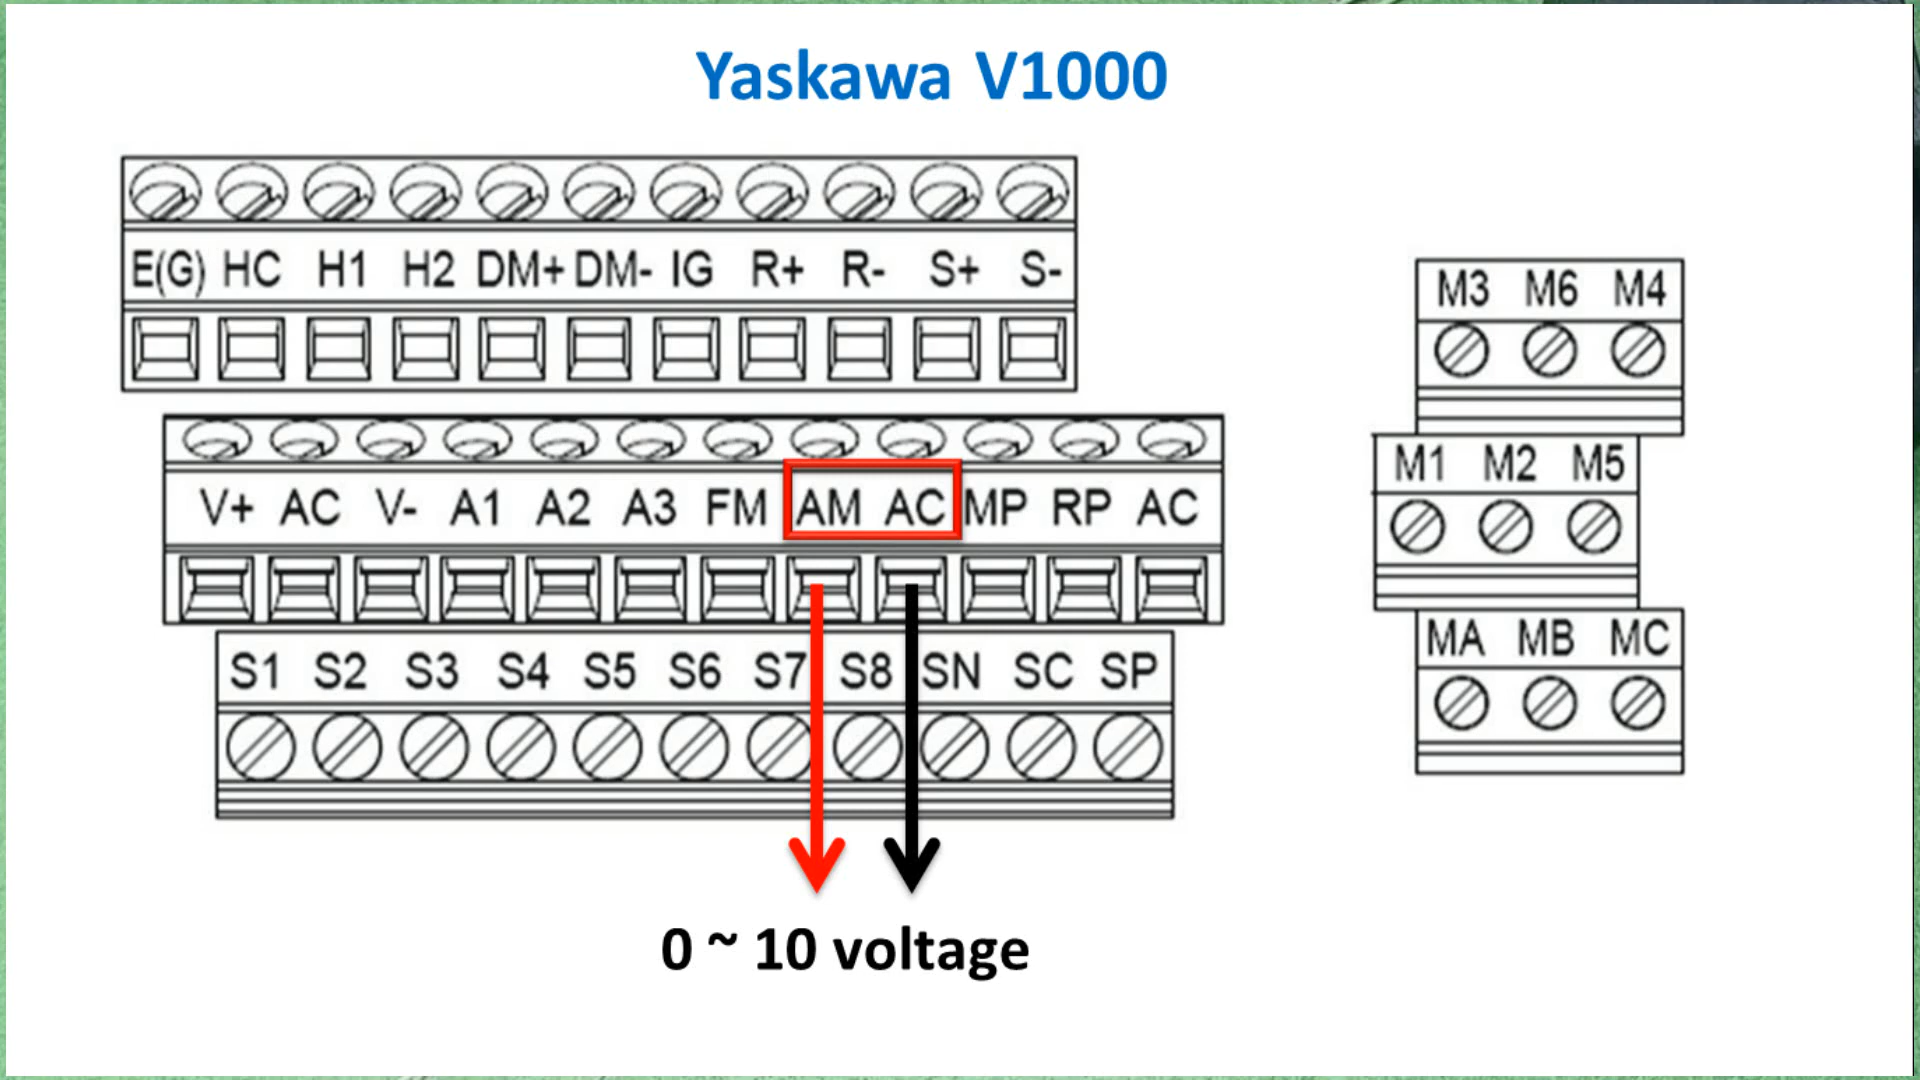 Yaskawa V1000
E(G) HC H1 H2 DM+ DM- IG R+ R- S+ S-
V+ AC V- A1 A2 A3 FM AM AC MP RP AC
S1 S2 S3 S4 S5 S6 S7 S8 SN SC SP
M3 M6 M4
M1 M2 M5
MA MB MC
0 ~ 10 voltage